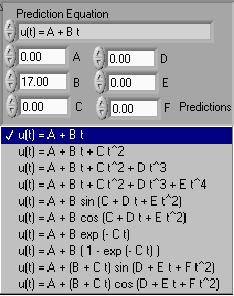 Prediction Equation
u(t) = A + B t
0.00 A 0.00 D
17.00 B 0.00 E
0.00 C 0.00 F Predictions
✓ u(t) = A + B t
u(t) = A + B t + C t^2
u(t) = A + B t + C t^2 + D t^3
u(t) = A + B t + C t^2 + D t^3 + E t^4
u(t) = A + B sin (C + D t + E t^2)
u(t) = A + B cos (C + D t + E t^2)
u(t) = A + B exp (- C t)
u(t) = A + B ( 1 - exp (- C t) )
u(t) = A + (B + C t) sin (D + E t + F t^2)
u(t) = A + (B + C t) cos (D + E t + F t^2)